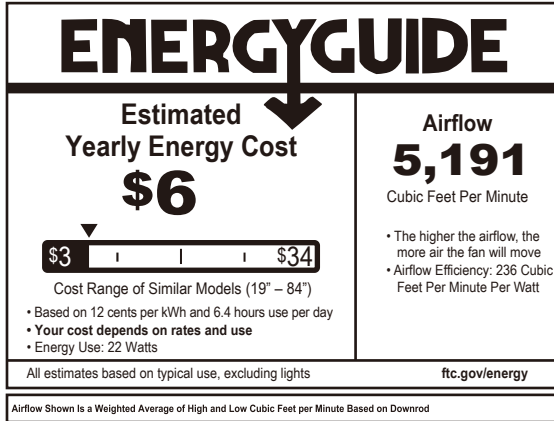 ENERGYGUIDE
Estimated
Yearly Energy Cost
$6
$3
$34
Cost Range of Similar Models (19” – 84”)
• Based on 12 cents per kWh and 6.4 hours use per day
• Your cost depends on rates and use
• Energy Use: 22 Watts
Airflow
5,191
Cubic Feet Per Minute
• The higher the airflow, the
more air the fan will move
• Airflow Efficiency: 236 Cubic
Feet Per Minute Per Watt
All estimates based on typical use, excluding lights
ftc.gov/energy
Airflow Shown Is a Weighted Average of High and Low Cubic Feet per Minute Based on Downrod